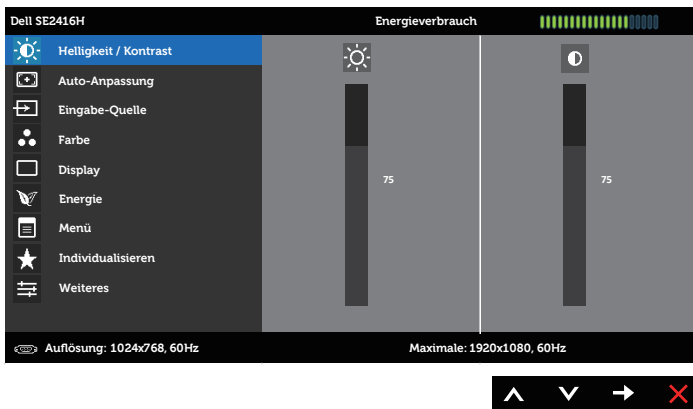 Dell SE2416H Energieverbrauch
Helligkeit / Kontrast
Auto-Anpassung
Eingabe-Quelle
Farbe
Display
75 75
Energie
Menü
Individualisieren
Weiteres
Auflösung: 1024x768, 60Hz Maximale: 1920x1080, 60Hz